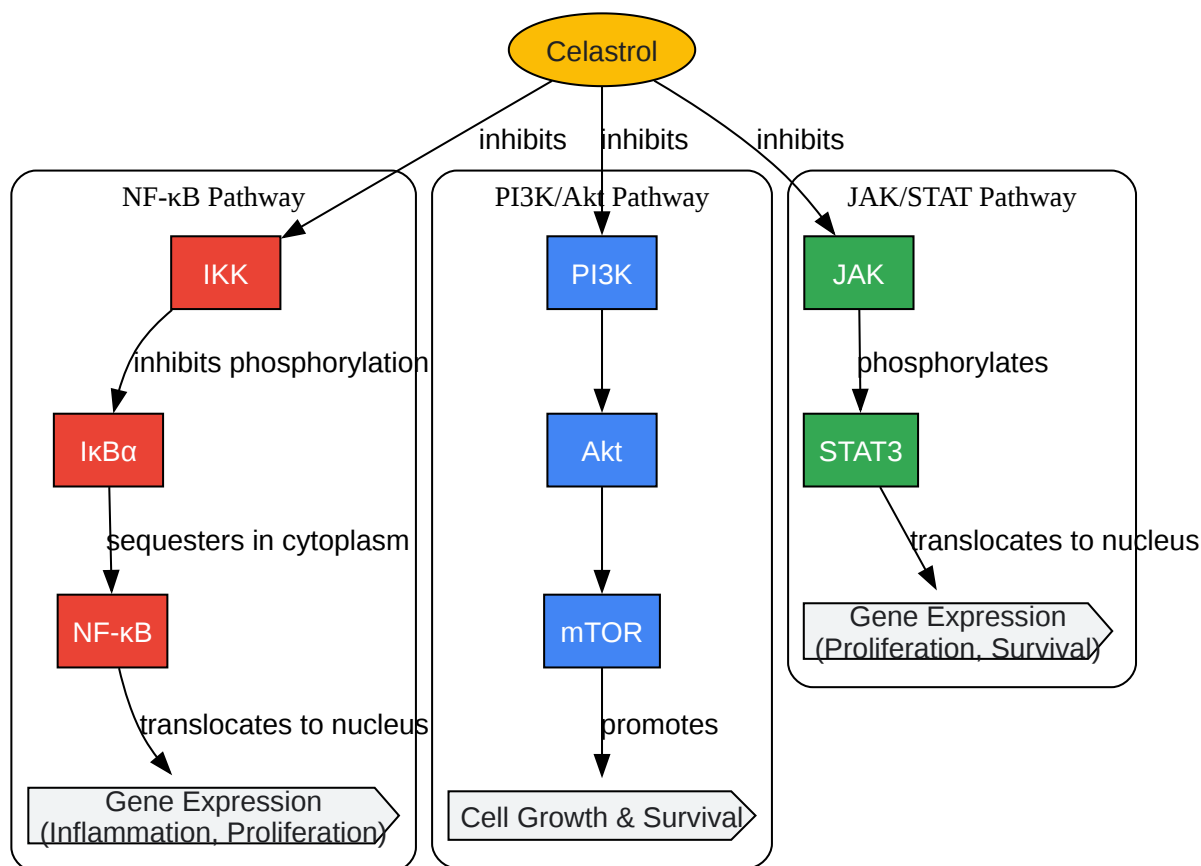 Celastrol
inhibits
inhibits
inhibits
NF-κB Pathway
IKK
inhibits phosphorylation
IκBα
sequesters in cytoplasm
NF-κB
translocates to nucleus
Gene Expression
(Inflammation, Proliferation)
PI3K/Akt Pathway
PI3K
Akt
mTOR
promotes
Cell Growth & Survival
JAK/STAT Pathway
JAK
phosphorylates
STAT3
translocates to nucleus
Gene Expression
(Proliferation, Survival)